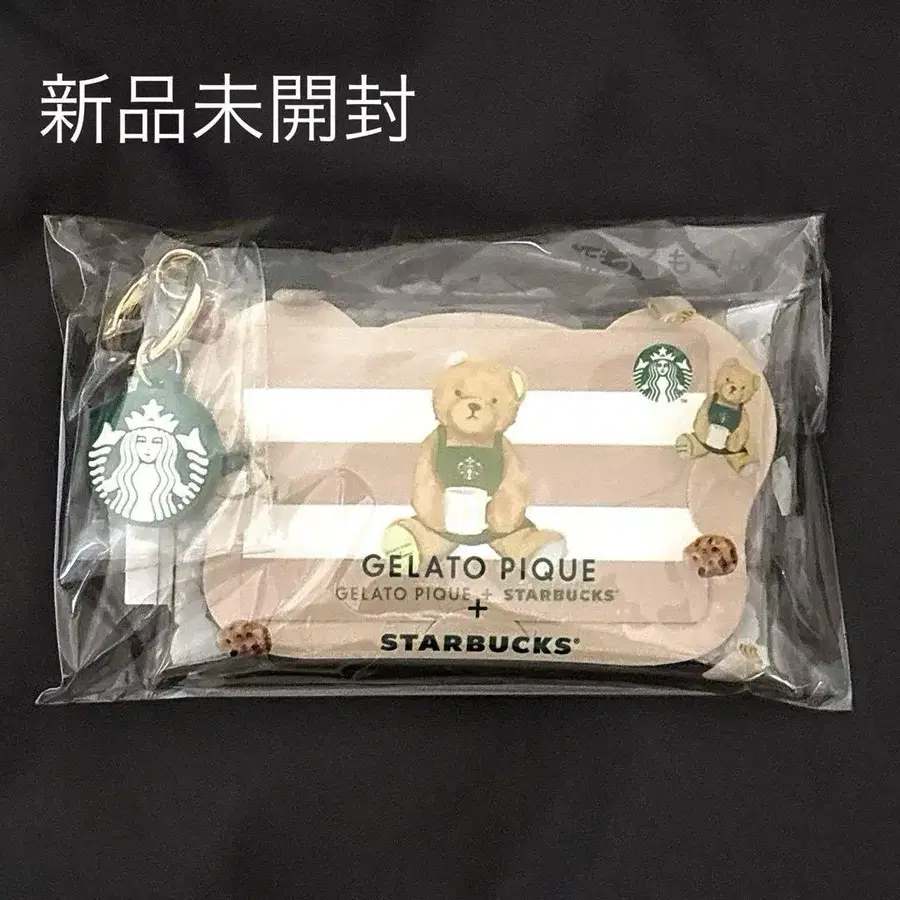 新品未開封
GELATO PIQUE
GELATO PIQUE + STARBUCKS
+
STARBUCKS®